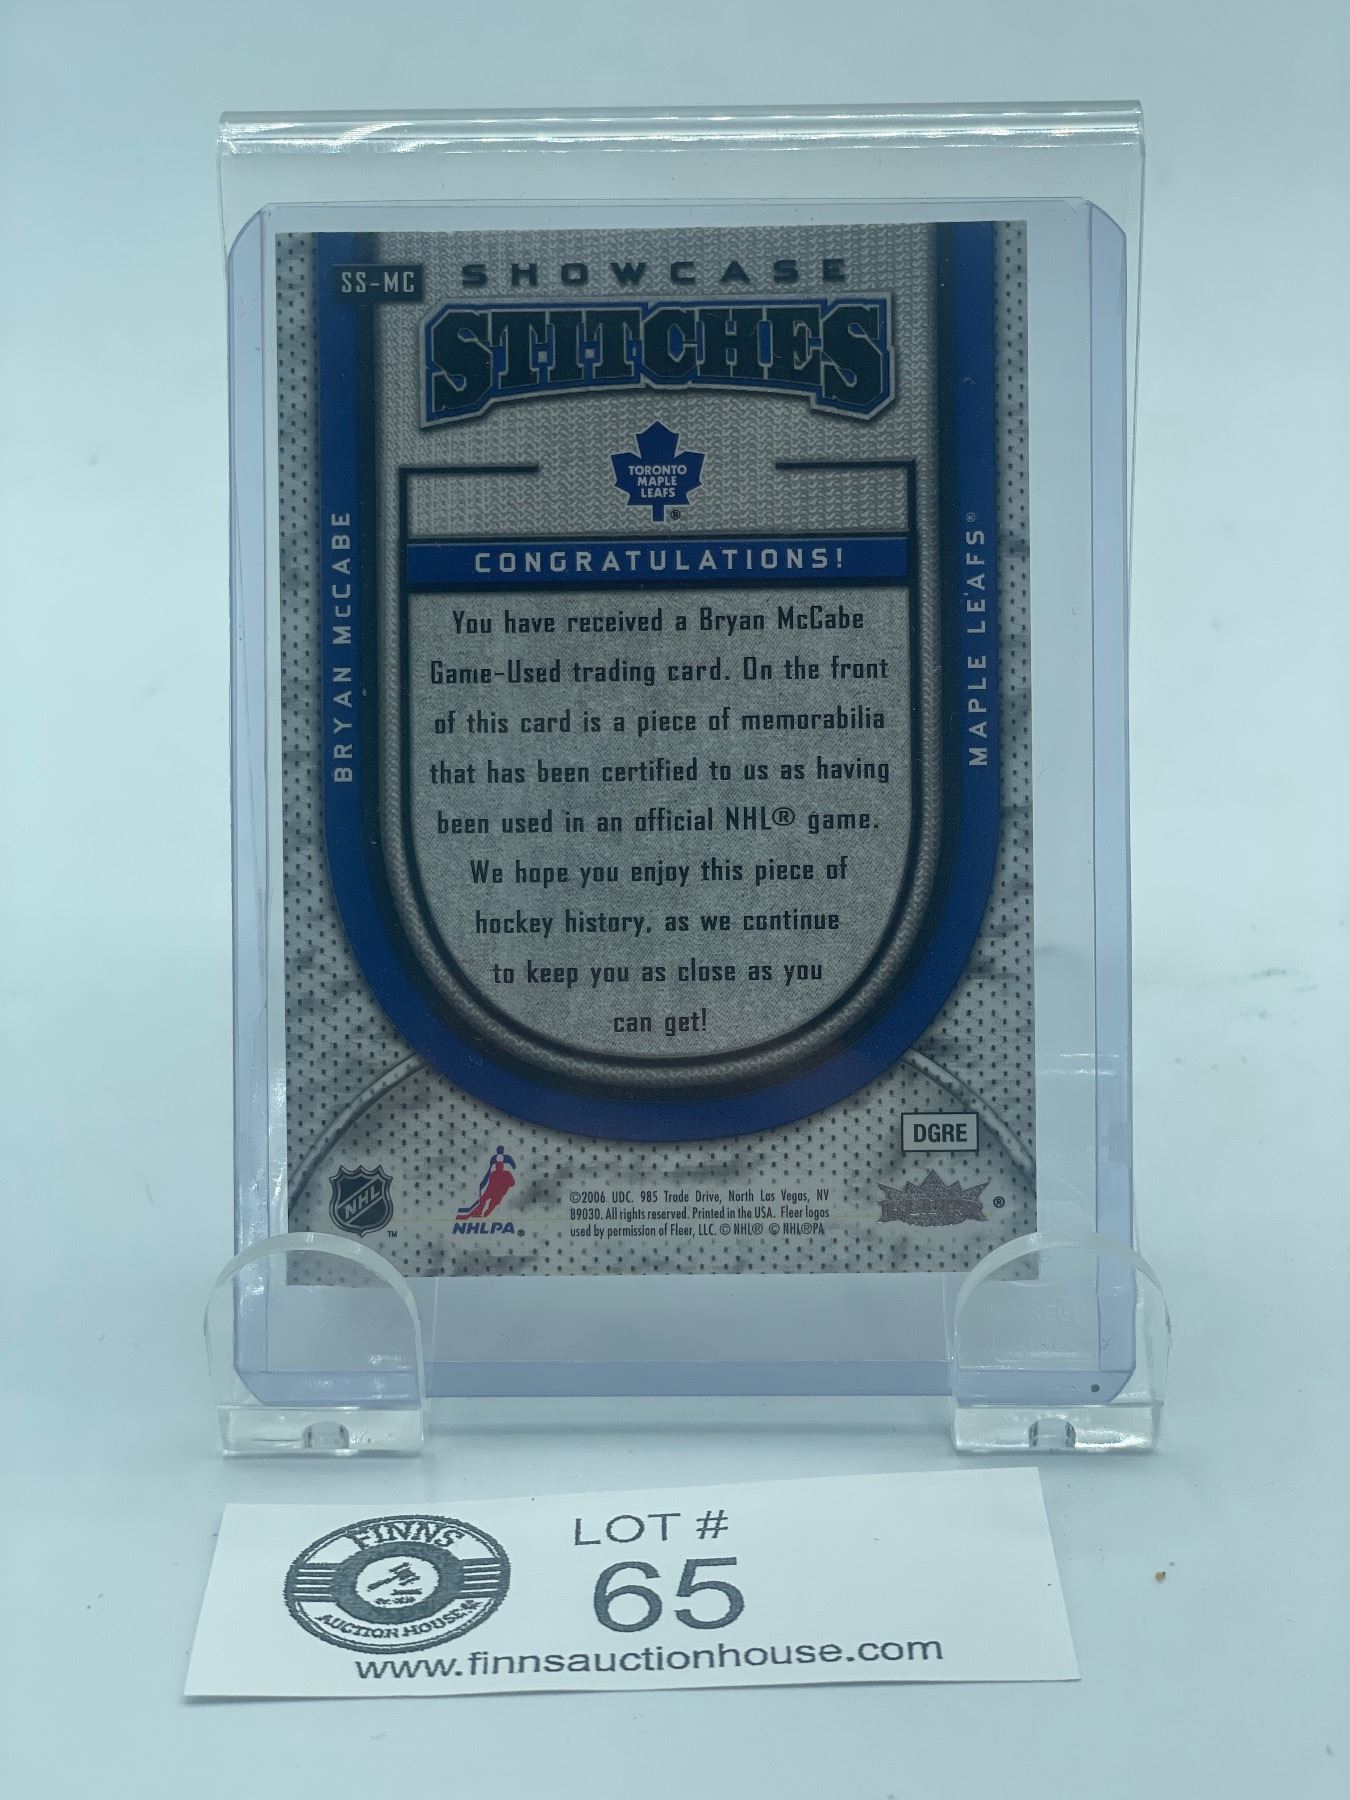 SS-MC
SHOWCASE
STITCHES
TORONTO
MAPLE
LEAFS
®
BRYAN McCABE
MAPLE LEAFS®
CONGRATULATIONS!
You have received a Bryan McCabe
Game-Used trading card. On the front
of this card is a piece of memorabilia
that has been certified to us as having
been used in an official NHL® game.
We hope you enjoy this piece of
hockey history, as we continue
to keep you as close as you
can get!
DGRE
NHL
™
NHLPA®
©2006 UDC. 985 Trade Drive, North Las Vegas, NV
89030. All rights reserved. Printed in the USA. Fleer logos
used by permission of Fleer, LLC. © NHL® © NHL®PA
FLEER ®
FINNS
AUCTION HOUSE
LOT #
65
www.finnsauctionhouse.com